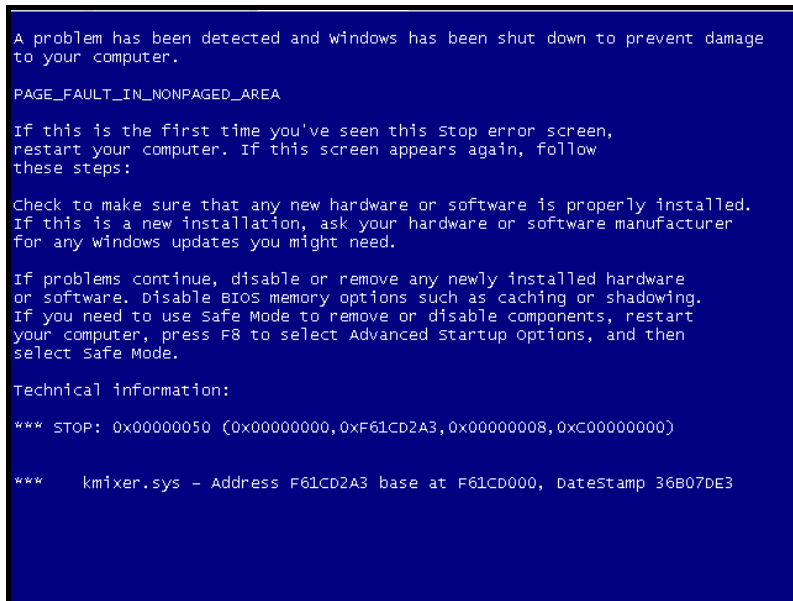 A problem has been detected and Windows has been shut down to prevent damage
to your computer.
PAGE_FAULT_IN_NONPAGED_AREA
If this is the first time you've seen this Stop error screen,
restart your computer. If this screen appears again, follow
these steps:
Check to make sure that any new hardware or software is properly installed.
If this is a new installation, ask your hardware or software manufacturer
for any Windows updates you might need.
If problems continue, disable or remove any newly installed hardware
or software. Disable BIOS memory options such as caching or shadowing.
If you need to use Safe Mode to remove or disable components, restart
your computer, press F8 to select Advanced Startup Options, and then
select Safe Mode.
Technical information:
*** STOP: 0x00000050 (0x00000000,0xF61CD2A3,0x00000008,0xC0000000)
*** kmixer.sys – Address F61CD2A3 base at F61CD000, DateStamp 36B07DE3